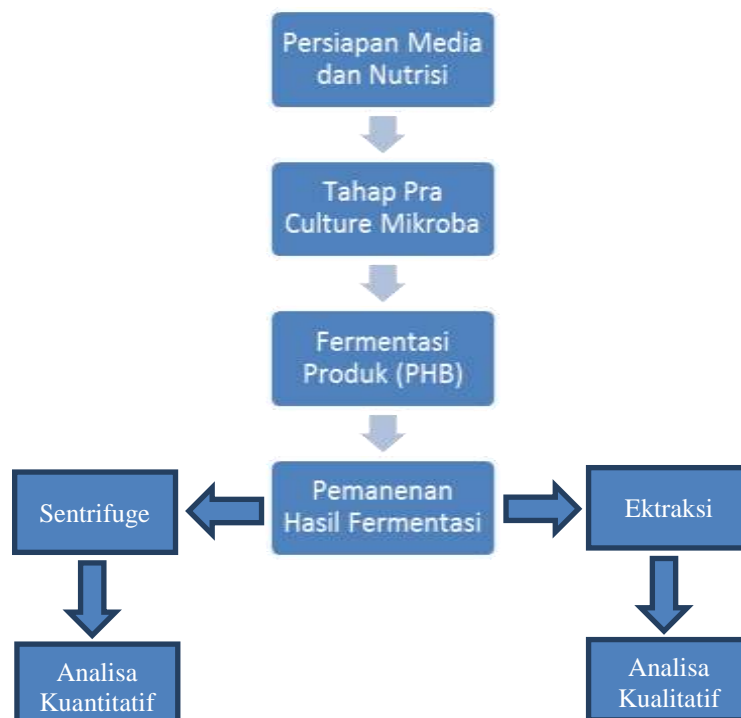 Persiapan Media
dan Nutrisi
Tahap Pra
Culture Mikroba
Fermentasi
Produk (PHB)
Pemanenan
Hasil Fermentasi
Sentrifuge
Ektraksi
Analisa
Kuantitatif
Analisa
Kualitatif